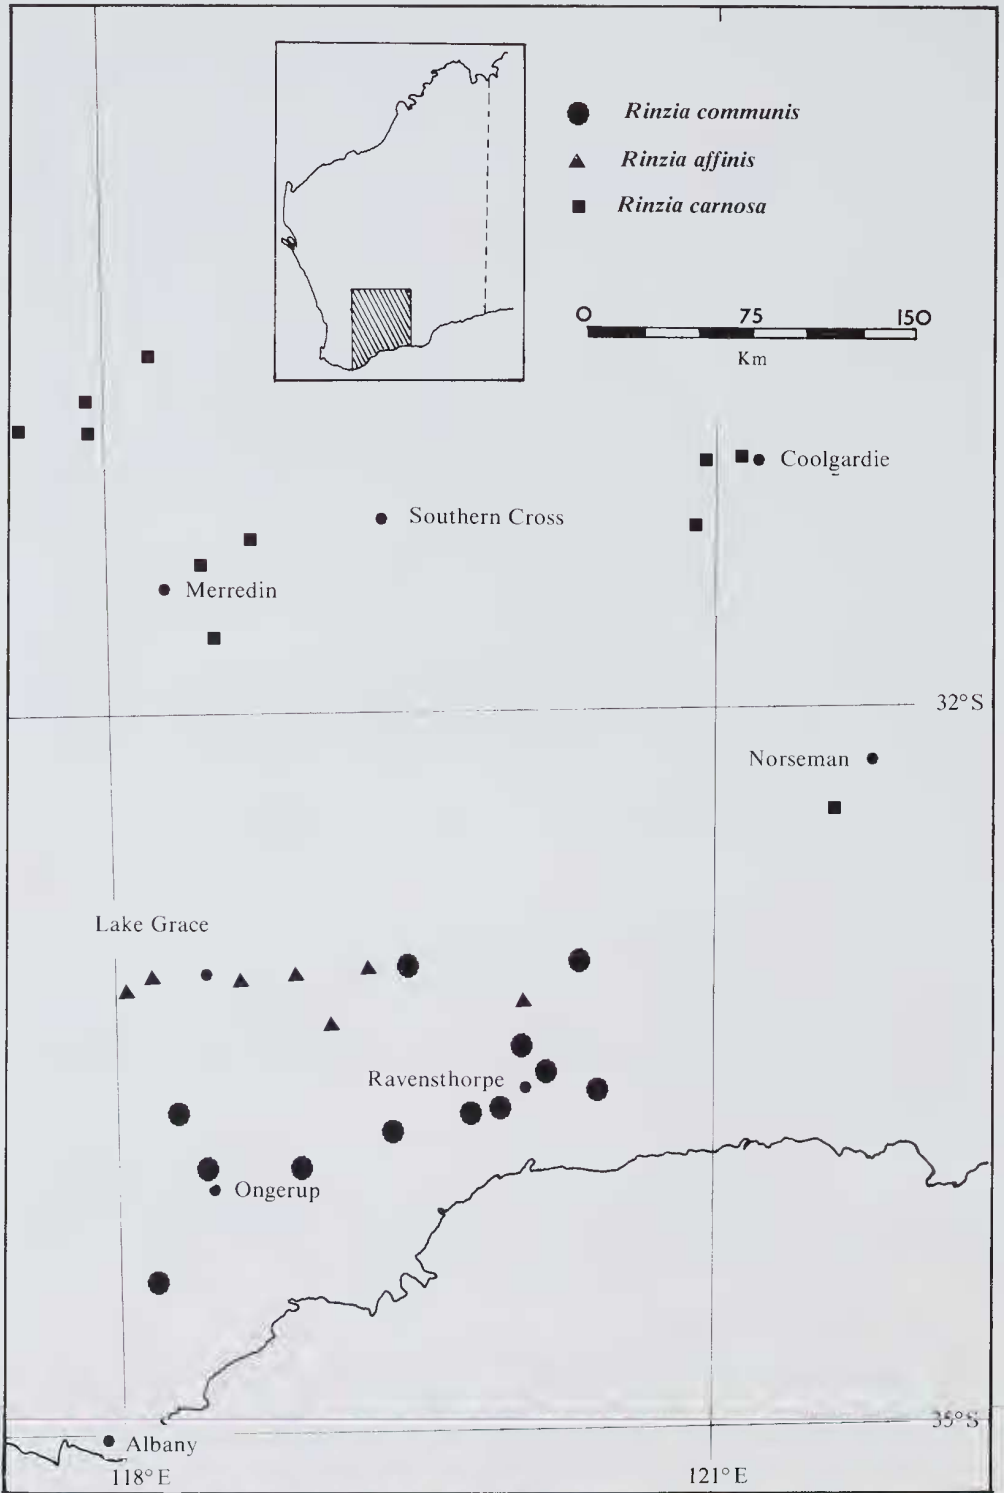 Rinzia communis
Rinzia affinis
Rinzia carnosa
0 75 150
Km
Coolgardie
Southern Cross
Merredin
32°S
Norseman
Lake Grace
Ravensthorpe
Ongerup
35°S
Albany
118°E 121°E